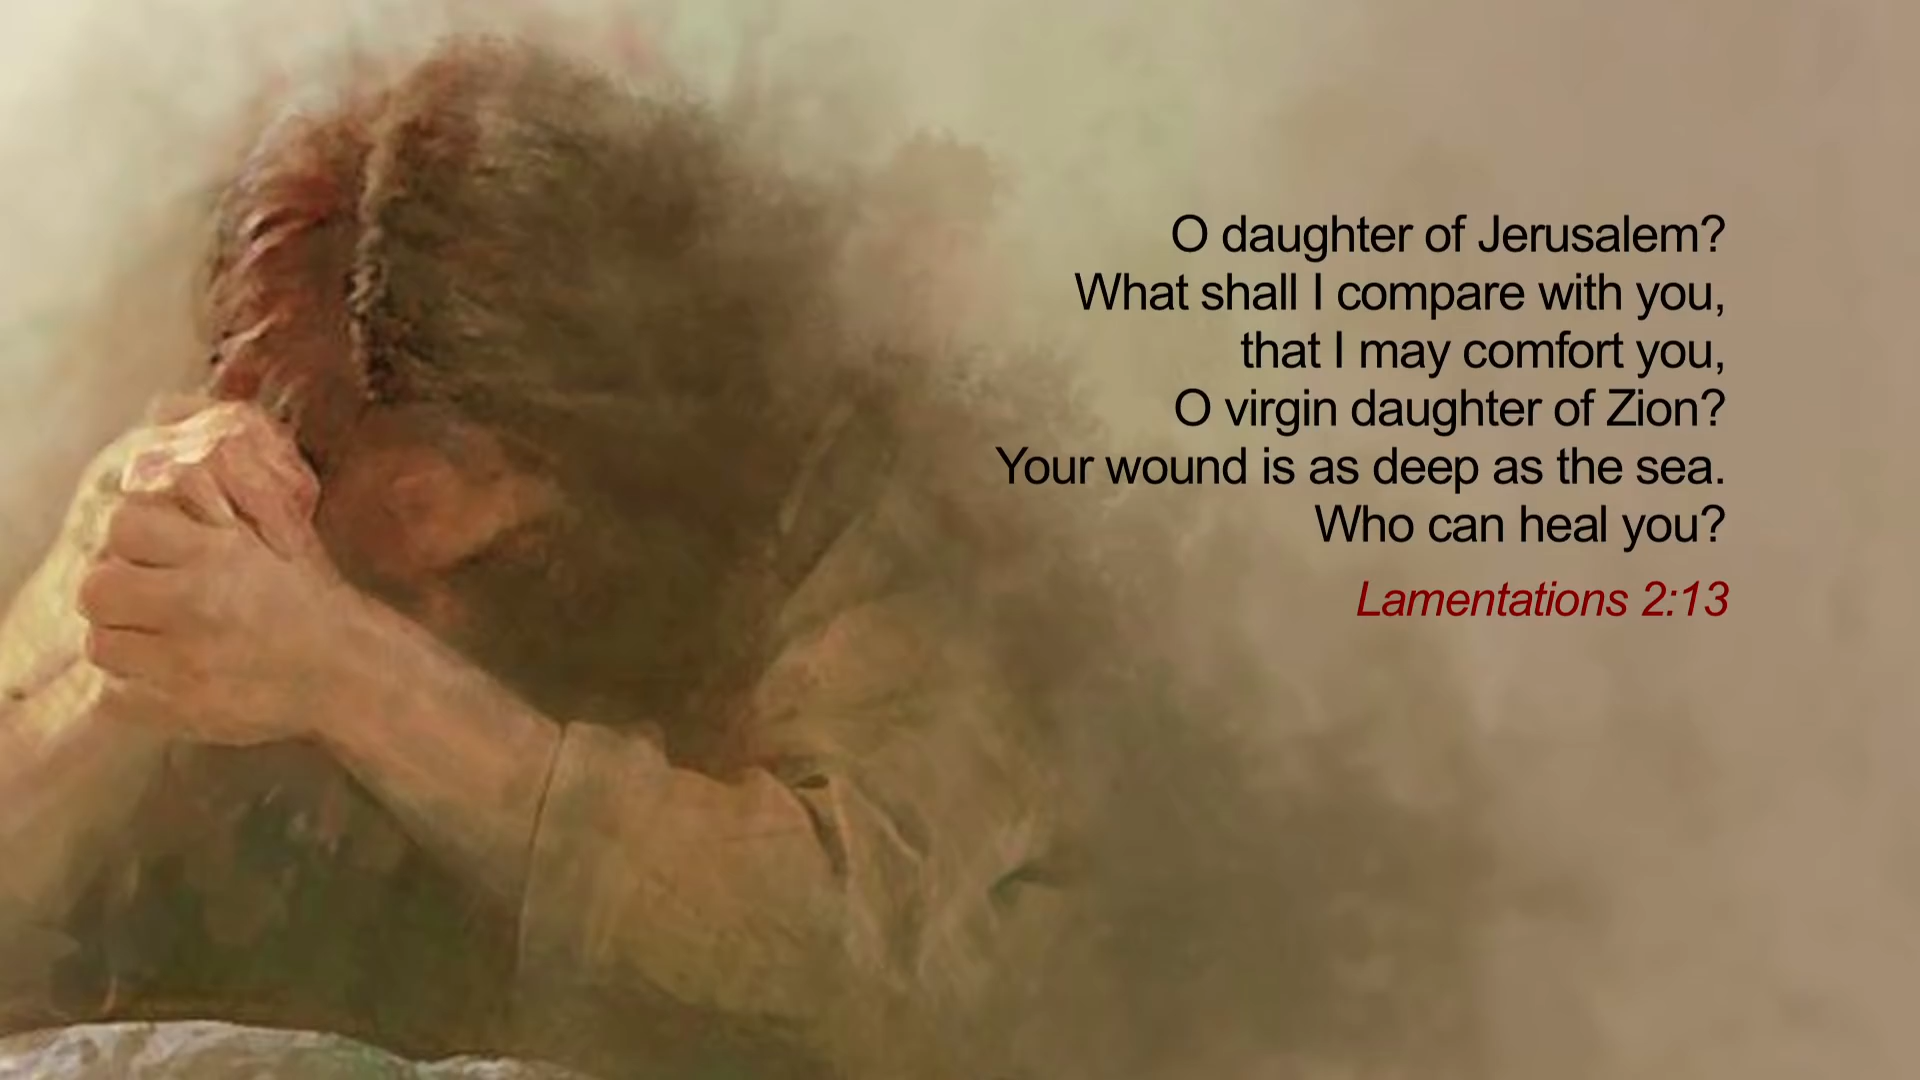 O daughter of Jerusalem?
What shall I compare with you,
that I may comfort you,
O virgin daughter of Zion?
Your wound is as deep as the sea.
Who can heal you?
Lamentations 2:13